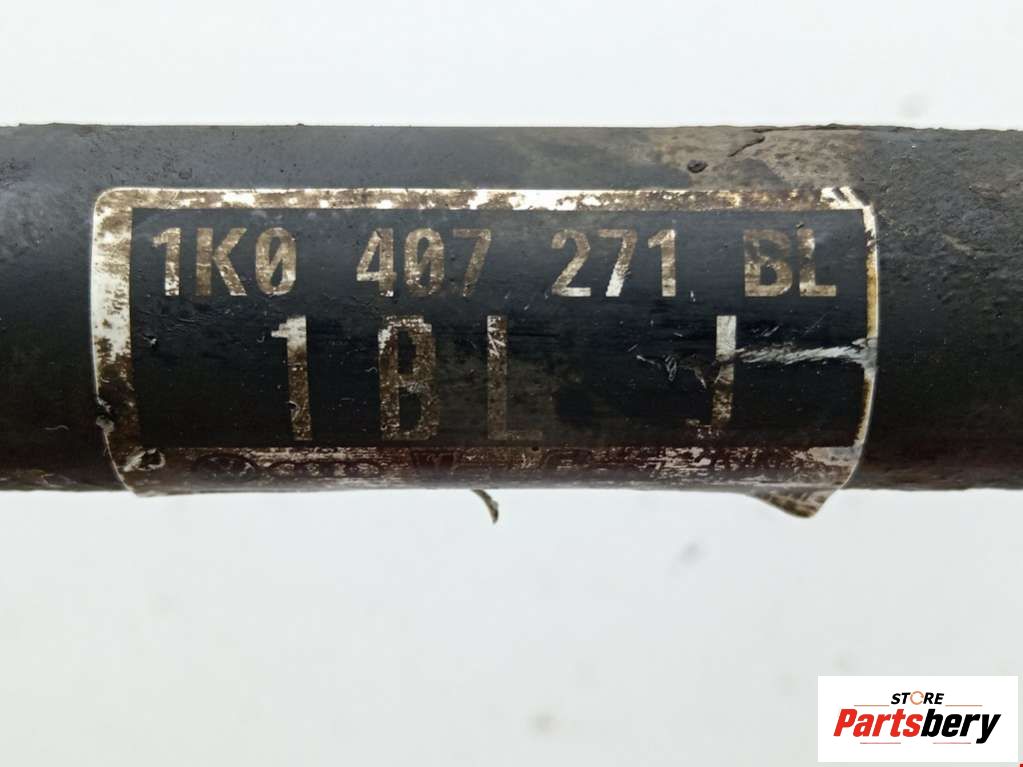 1K0 407 271 BL
1BL J
STORE
Partsbery